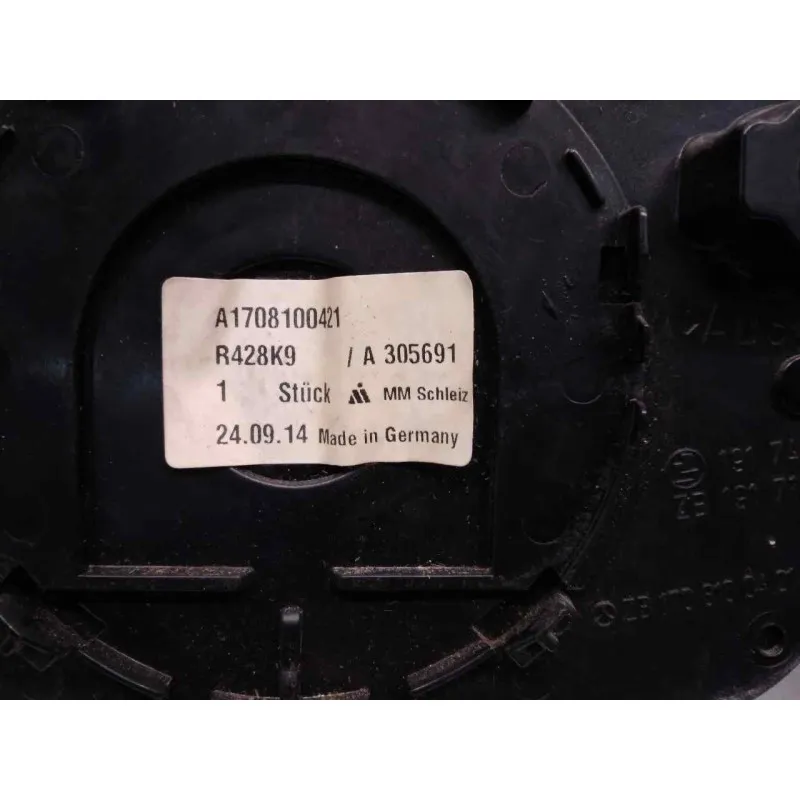 A1708100421
R428K9 / A 305691
1 Stück MM Schleiz
24.09.14 Made in Germany